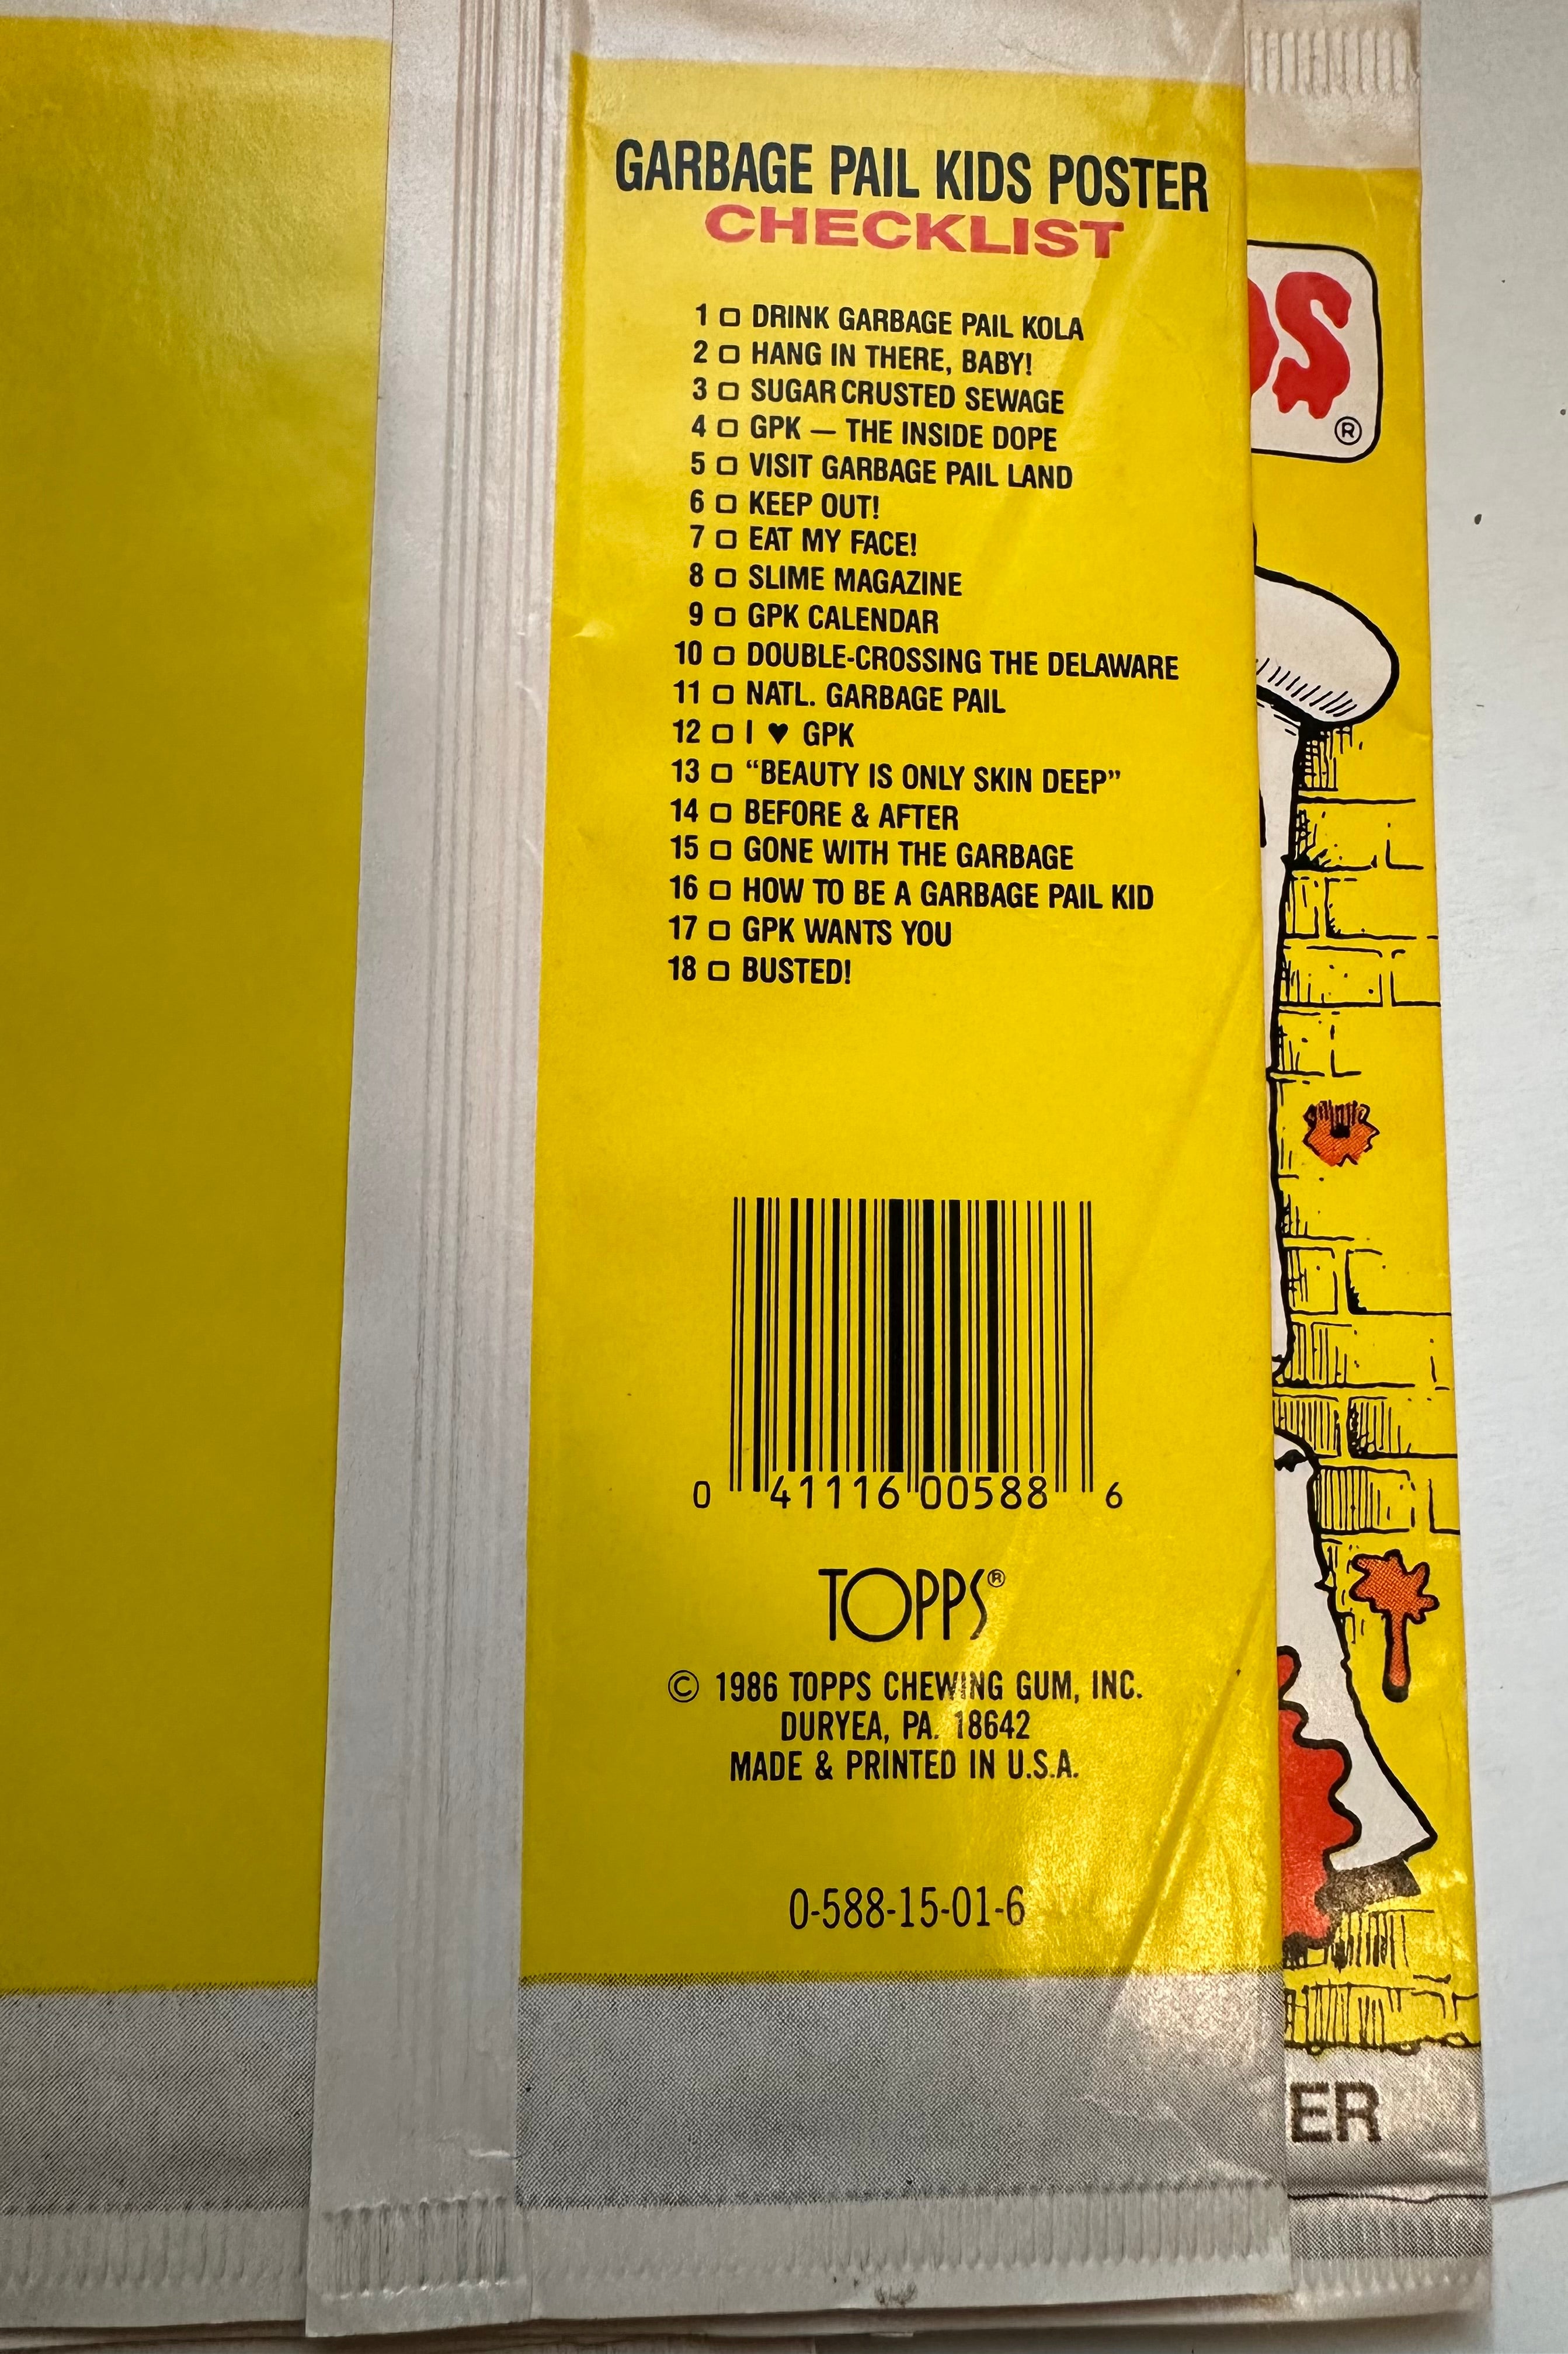 GARBAGE PAIL KIDS POSTER
CHECKLIST
1 □ DRINK GARBAGE PAIL KOLA
2 □ HANG IN THERE, BABY!
3 □ SUGAR CRUSTED SEWAGE
4 □ GPK — THE INSIDE DOPE
5 □ VISIT GARBAGE PAIL LAND
6 □ KEEP OUT!
7 □ EAT MY FACE!
8 □ SLIME MAGAZINE
9 □ GPK CALENDAR
10 □ DOUBLE-CROSSING THE DELAWARE
11 □ NATL. GARBAGE PAIL
12 □ I ♥ GPK
13 □ “BEAUTY IS ONLY SKIN DEEP”
14 □ BEFORE & AFTER
15 □ GONE WITH THE GARBAGE
16 □ HOW TO BE A GARBAGE PAIL KID
17 □ GPK WANTS YOU
18 □ BUSTED!
0 41116 00588 6
TOPPS®
© 1986 TOPPS CHEWING GUM, INC.
DURYEA, PA. 18642
MADE & PRINTED IN U.S.A.
0-588-15-01-6
DS®
ER